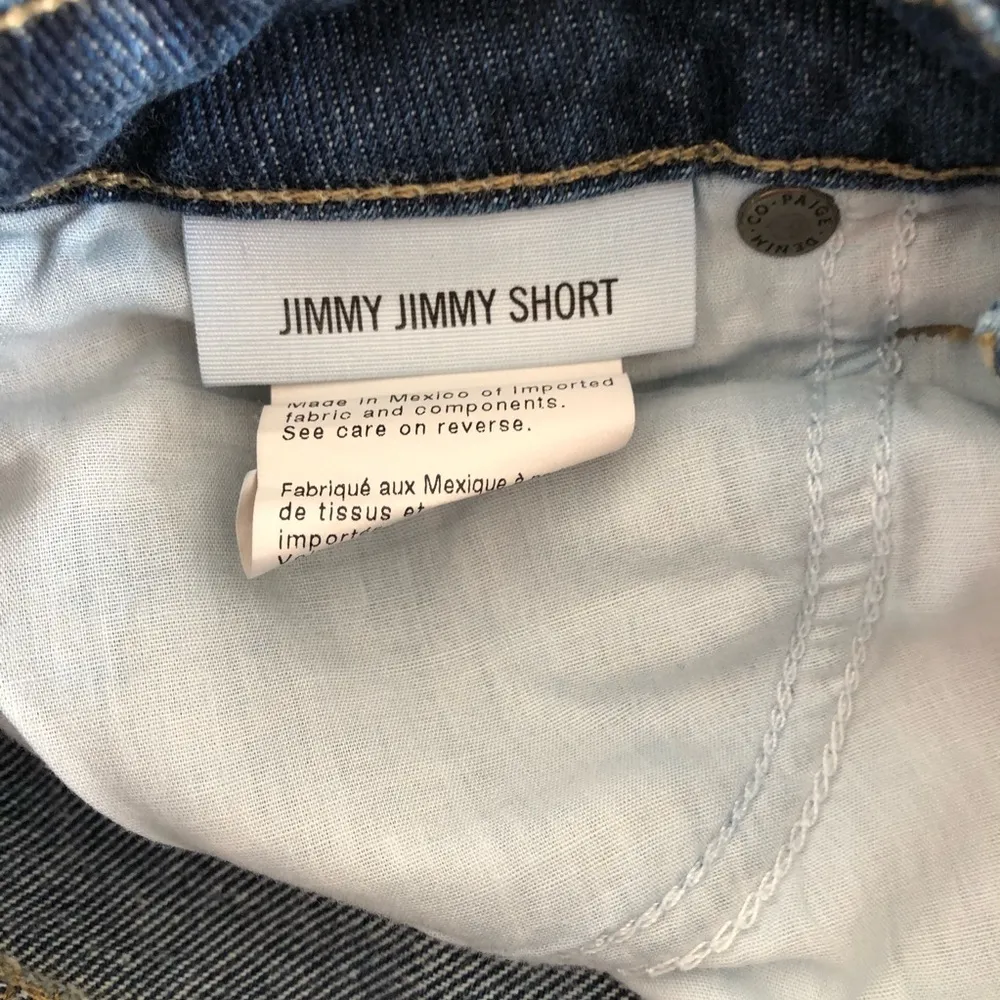 JIMMY JIMMY SHORT
CO-PAIGE DENIM
Made in Mexico of Imported
fabric and components.
See care on reverse.
Fabriqué aux Mexique
de tissus et